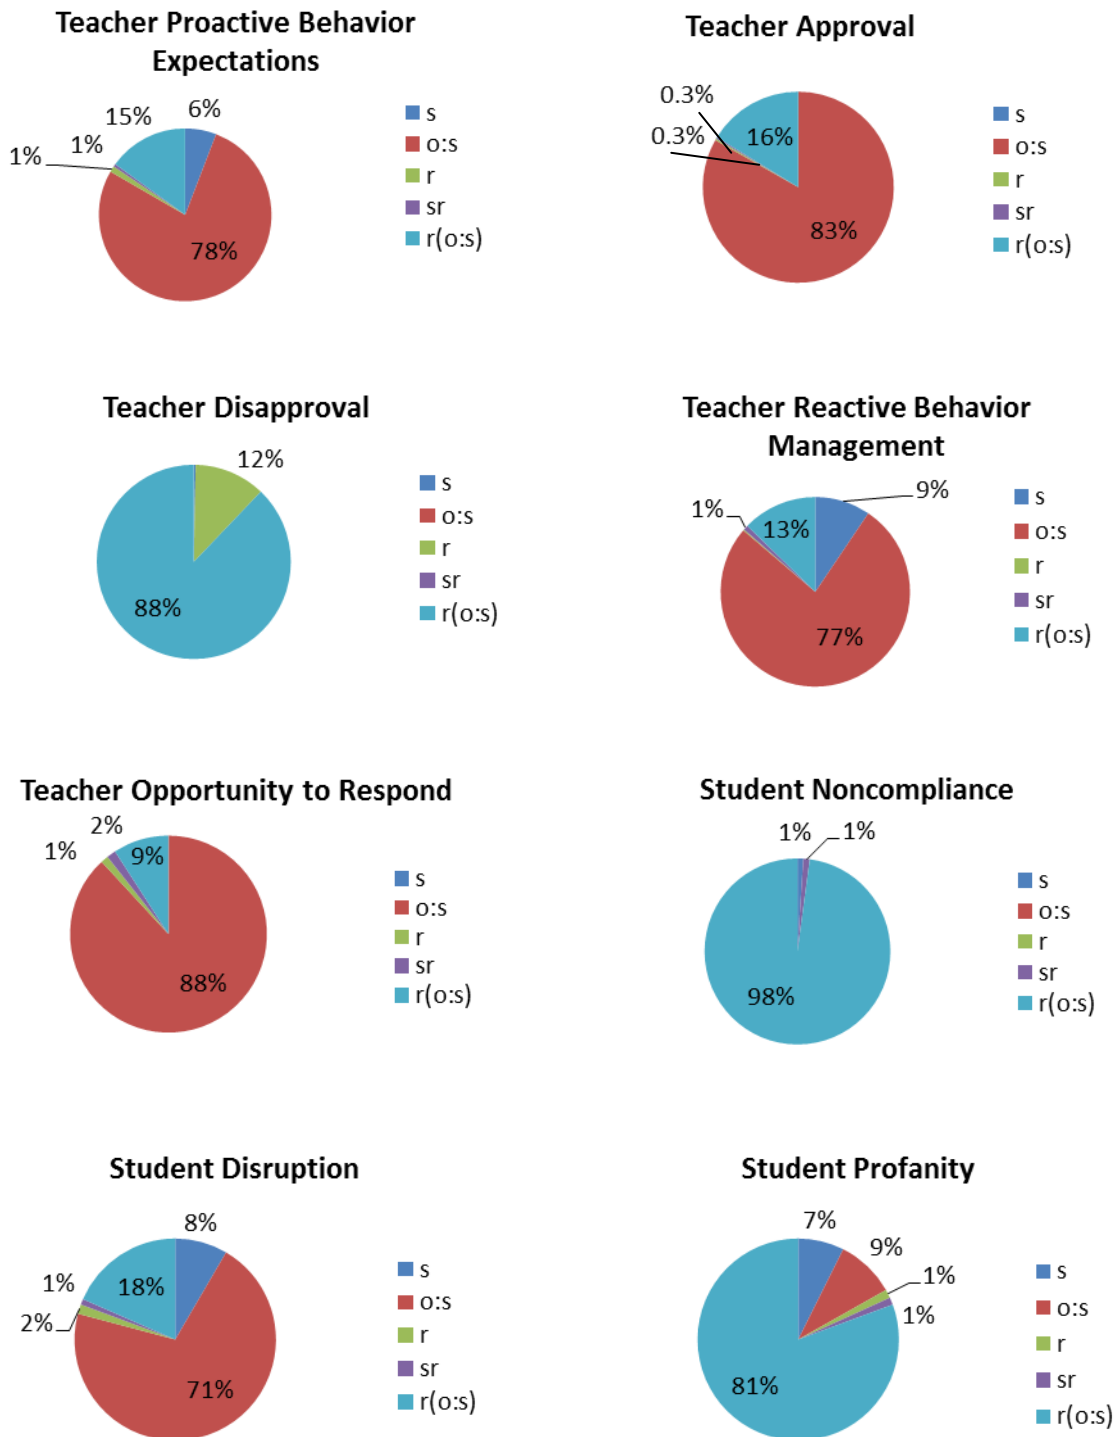 Teacher Proactive Behavior
Expectations
15%
6%
1%
1%
78%
s
o:s
r
sr
r(o:s)
Teacher Approval
0.3%
0.3%
16%
83%
s
o:s
r
sr
r(o:s)
Teacher Disapproval
12%
88%
s
o:s
r
sr
r(o:s)
Teacher Reactive Behavior
Management
9%
1%
13%
77%
s
o:s
r
sr
r(o:s)
Teacher Opportunity to Respond
2%
1%
9%
88%
s
o:s
r
sr
r(o:s)
Student Noncompliance
1%
1%
98%
s
o:s
r
sr
r(o:s)
Student Disruption
8%
1%
18%
2%
71%
s
o:s
r
sr
r(o:s)
Student Profanity
7%
9%
1%
1%
81%
s
o:s
r
sr
r(o:s)